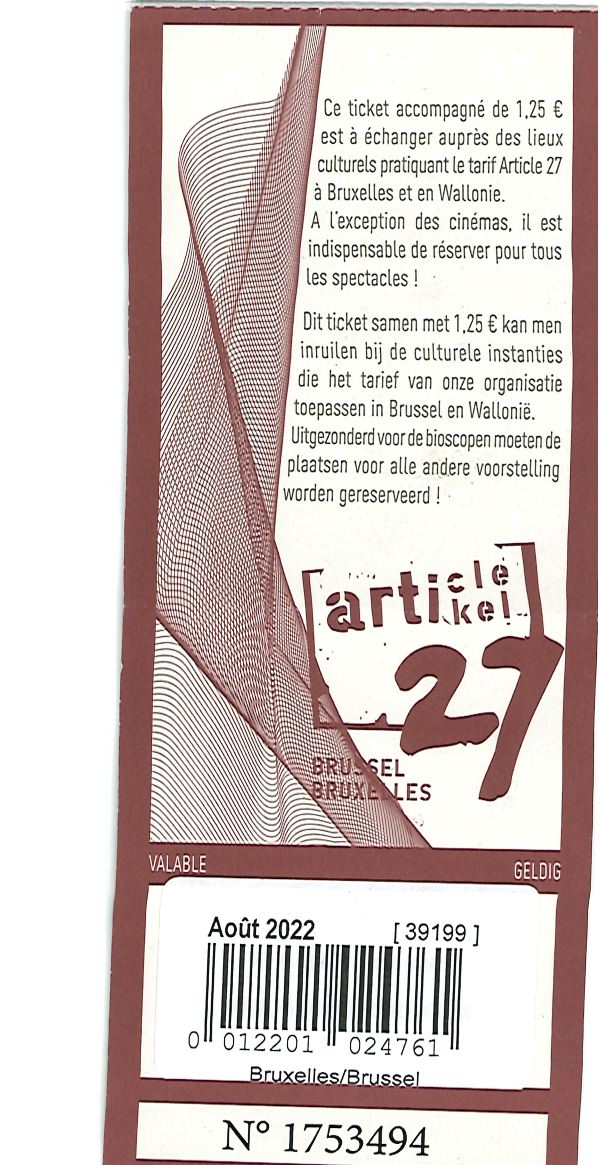 Ce ticket accompagné de 1,25 €
est à échanger auprès des lieux
culturels pratiquant le tarif Article 27
à Bruxelles et en Wallonie.
A l'exception des cinémas, il est
indispensable de réserver pour tous
les spectacles !
Dit ticket samen met 1,25 € kan men
inruilen bij de culturele instanties
die het tarief van onze organisatie
toepassen in Brussel en Wallonië.
Uitgezonderd voor de bioscopen moeten de
plaatsen voor alle andere voorstelling
worden gereserveerd !
[article
kel]
27
BRUSSEL
BRUXELLES
VALABLE GELDIG
Août 2022 [ 39199 ]
0 012201 024761
Bruxelles/Brussel
N° 1753494